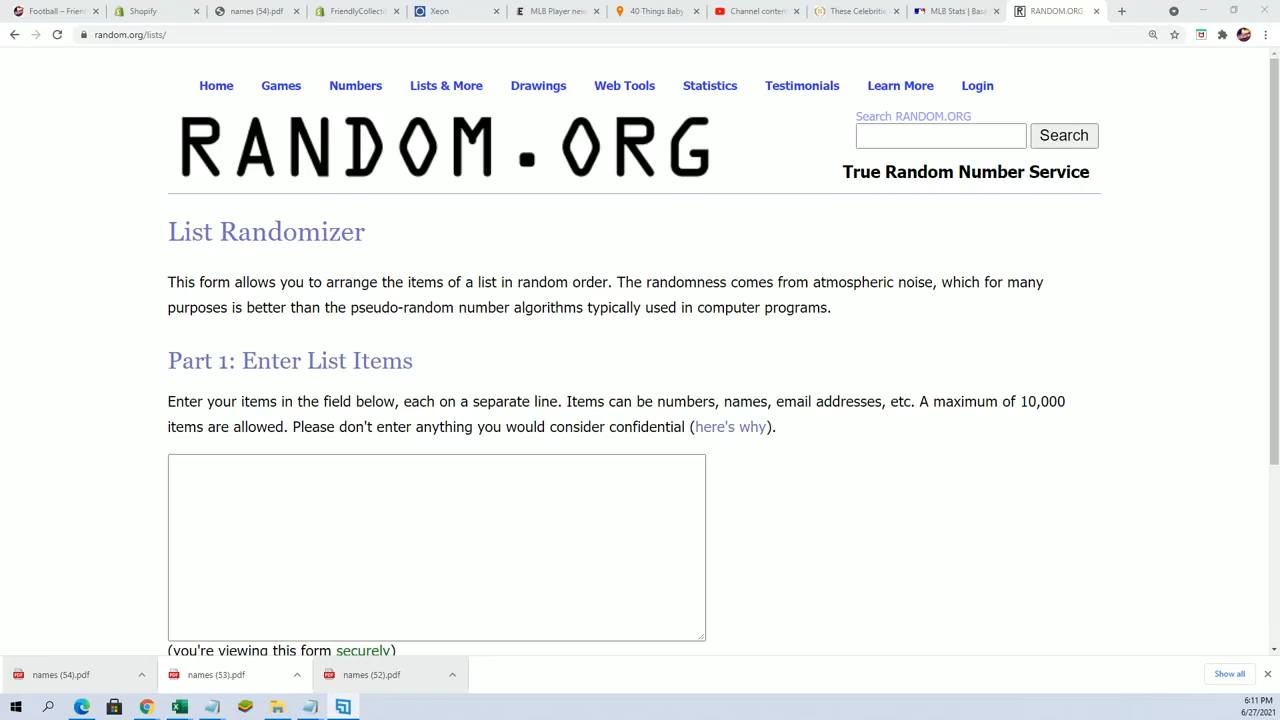 Football – Frien
Shopify
names (54).pdf
FriendlyCollecti
Xeon
MLB Player new
40 Things Baby
Channel conten
These Celebritie
MLB Stats | Bas
RANDOM.ORG
random.org/lists/
Home Games Numbers Lists & More Drawings Web Tools Statistics Testimonials Learn More Login
RANDOM.ORG
Search RANDOM.ORG
Search
True Random Number Service
List Randomizer
This form allows you to arrange the items of a list in random order. The randomness comes from atmospheric noise, which for many
purposes is better than the pseudo-random number algorithms typically used in computer programs.
Part 1: Enter List Items
Enter your items in the field below, each on a separate line. Items can be numbers, names, email addresses, etc. A maximum of 10,000
items are allowed. Please don't enter anything you would consider confidential (here's why).
(you're viewing this form securely)
names (54).pdf
names (53).pdf
names (52).pdf
Show all
6:11 PM
6/27/2021